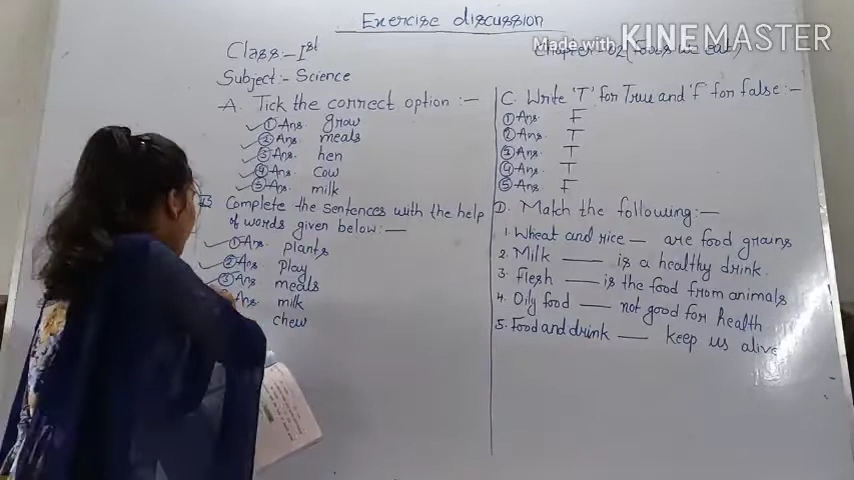 Exercise discussion
Made with KINEMASTER
Class:- Ist
Chapter-02 (Foods we eat)
Subject:- Science
A. Tick the correct option :-
① Ans. grow
② Ans. meals
③ Ans. hen
④ Ans. cow
⑤ Ans. milk
B Complete the sentences with the help
of words given below:-
① Ans. plants
② Ans play
③ Ans. meals
Ans. milk
chew
C. Write 'T' for True and 'F' for false:-
① Ans. F
② Ans. T
③ Ans. T
④ Ans. T
⑤ Ans. F
D. Match the following:-
1. Wheat and rice — are food grains
2. Milk — is a healthy drink.
3. Flesh — is the food from animals
4. Oily food — not good for health
5. Food and drink — keep us alive